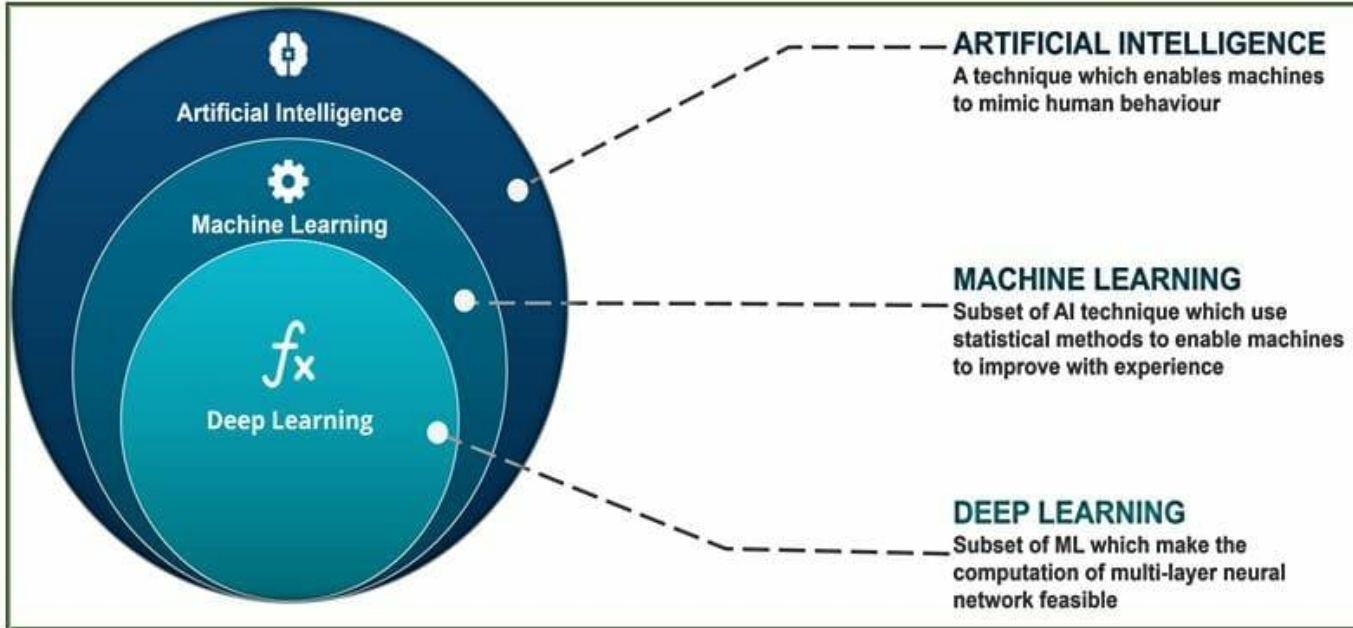 Artificial Intelligence
Machine Learning
fx
Deep Learning
ARTIFICIAL INTELLIGENCE
A technique which enables machines
to mimic human behaviour
MACHINE LEARNING
Subset of AI technique which use
statistical methods to enable machines
to improve with experience
DEEP LEARNING
Subset of ML which make the
computation of multi-layer neural
network feasible